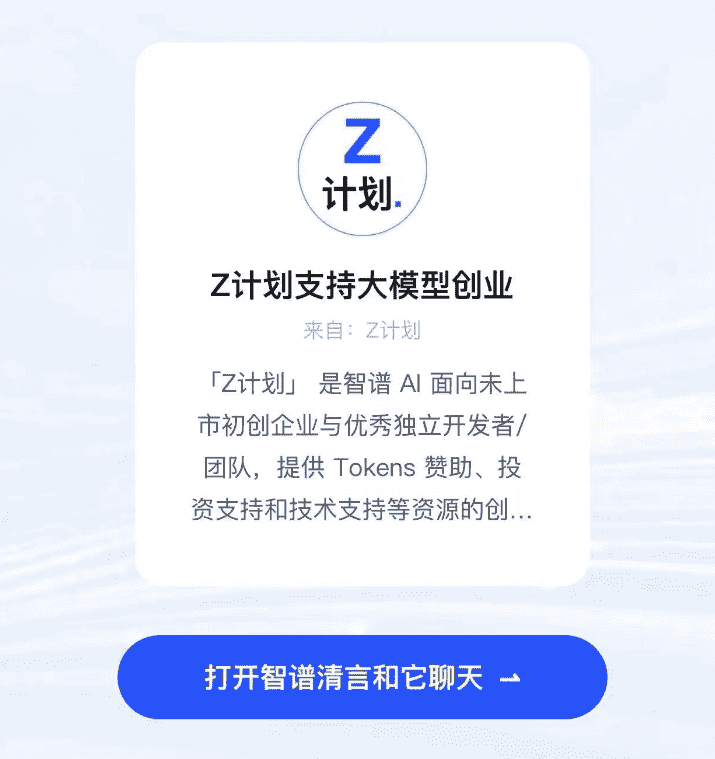 Z
计划.
Z计划支持大模型创业
来自：Z计划
「Z计划」 是智谱 AI 面向未上
市初创企业与优秀独立开发者/
团队，提供 Tokens 赞助、投
资支持和技术支持等资源的创...
打开智谱清言和它聊天